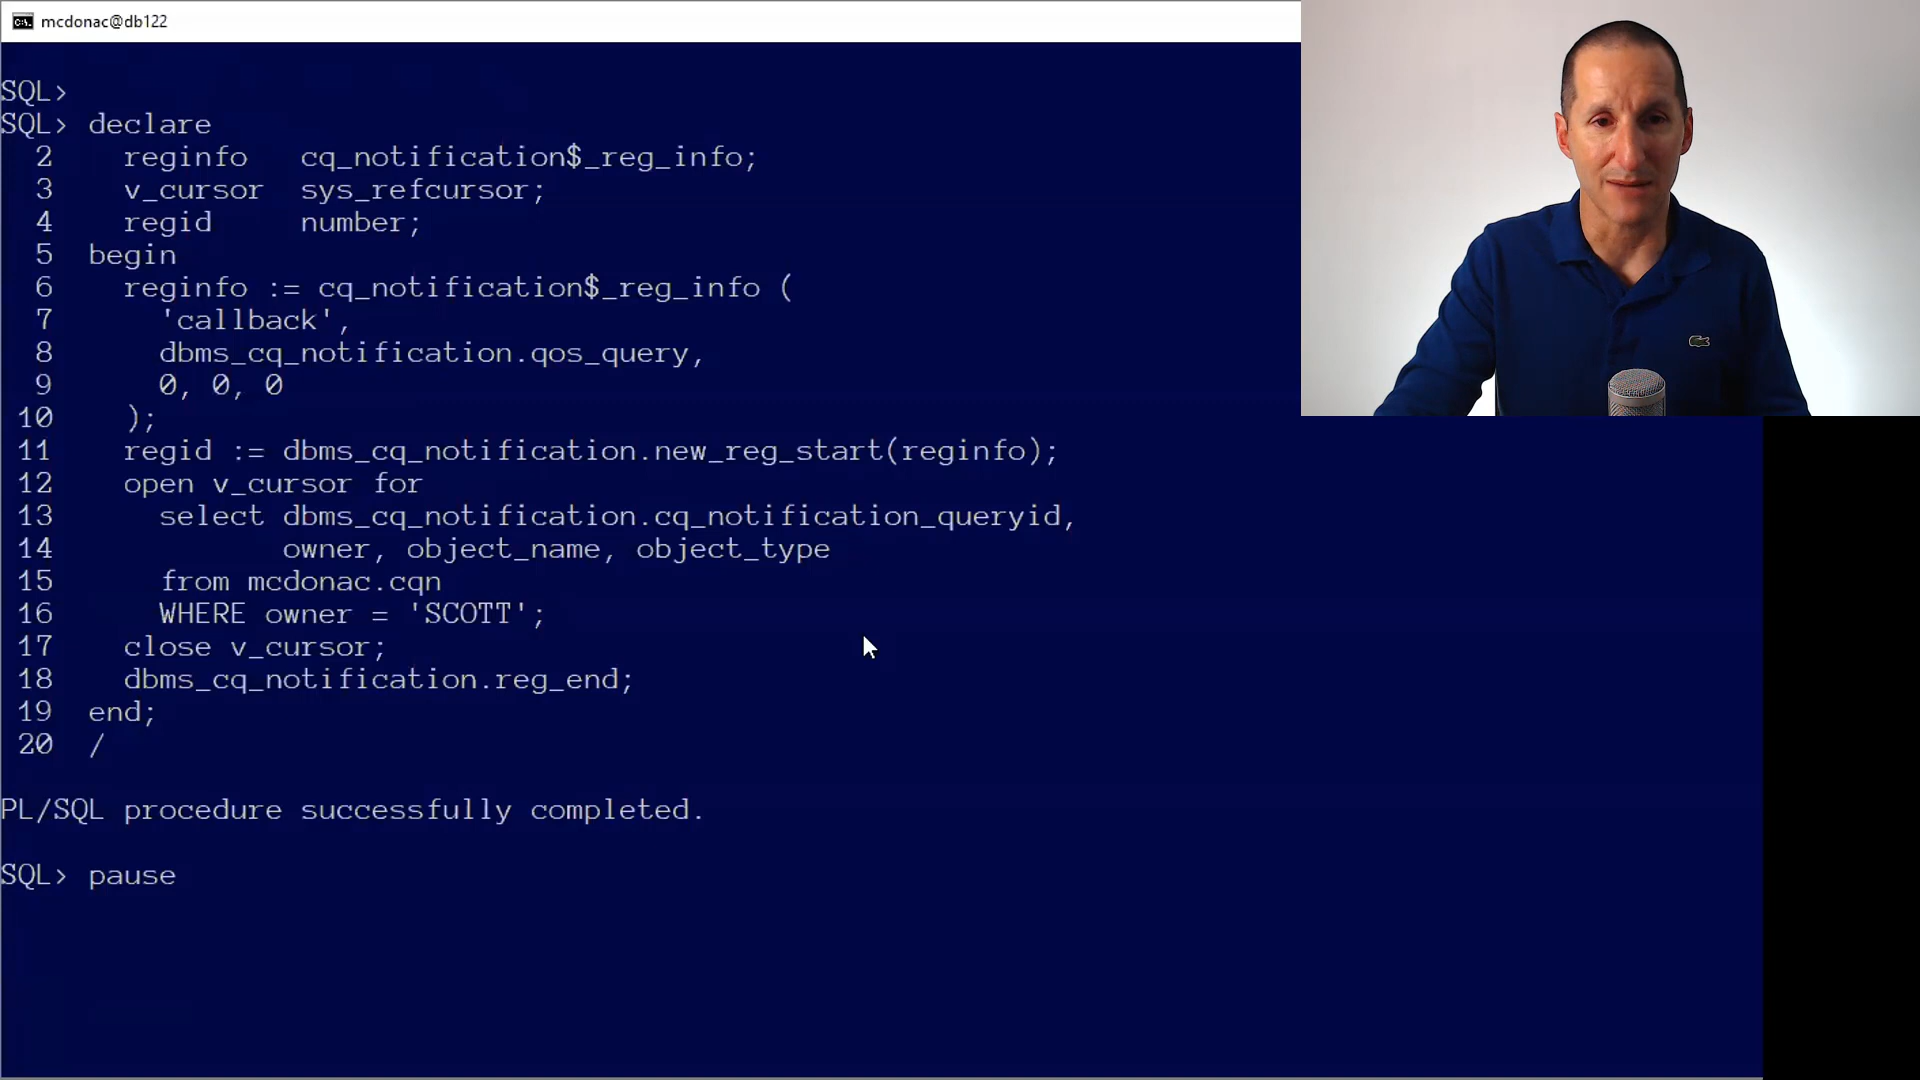 mcdonac@db122
SQL>
SQL> declare
2 reginfo cq_notification$_reg_info;
3 v_cursor sys_refcursor;
4 regid number;
5 begin
6 reginfo := cq_notification$_reg_info (
7 'callback',
8 dbms_cq_notification.qos_query,
9 0, 0, 0
10 );
11 regid := dbms_cq_notification.new_reg_start(reginfo);
12 open v_cursor for
13 select dbms_cq_notification.cq_notification_queryid,
14 owner, object_name, object_type
15 from mcdonac.cqn
16 WHERE owner = 'SCOTT';
17 close v_cursor;
18 dbms_cq_notification.reg_end;
19 end;
20 /
PL/SQL procedure successfully completed.
SQL> pause